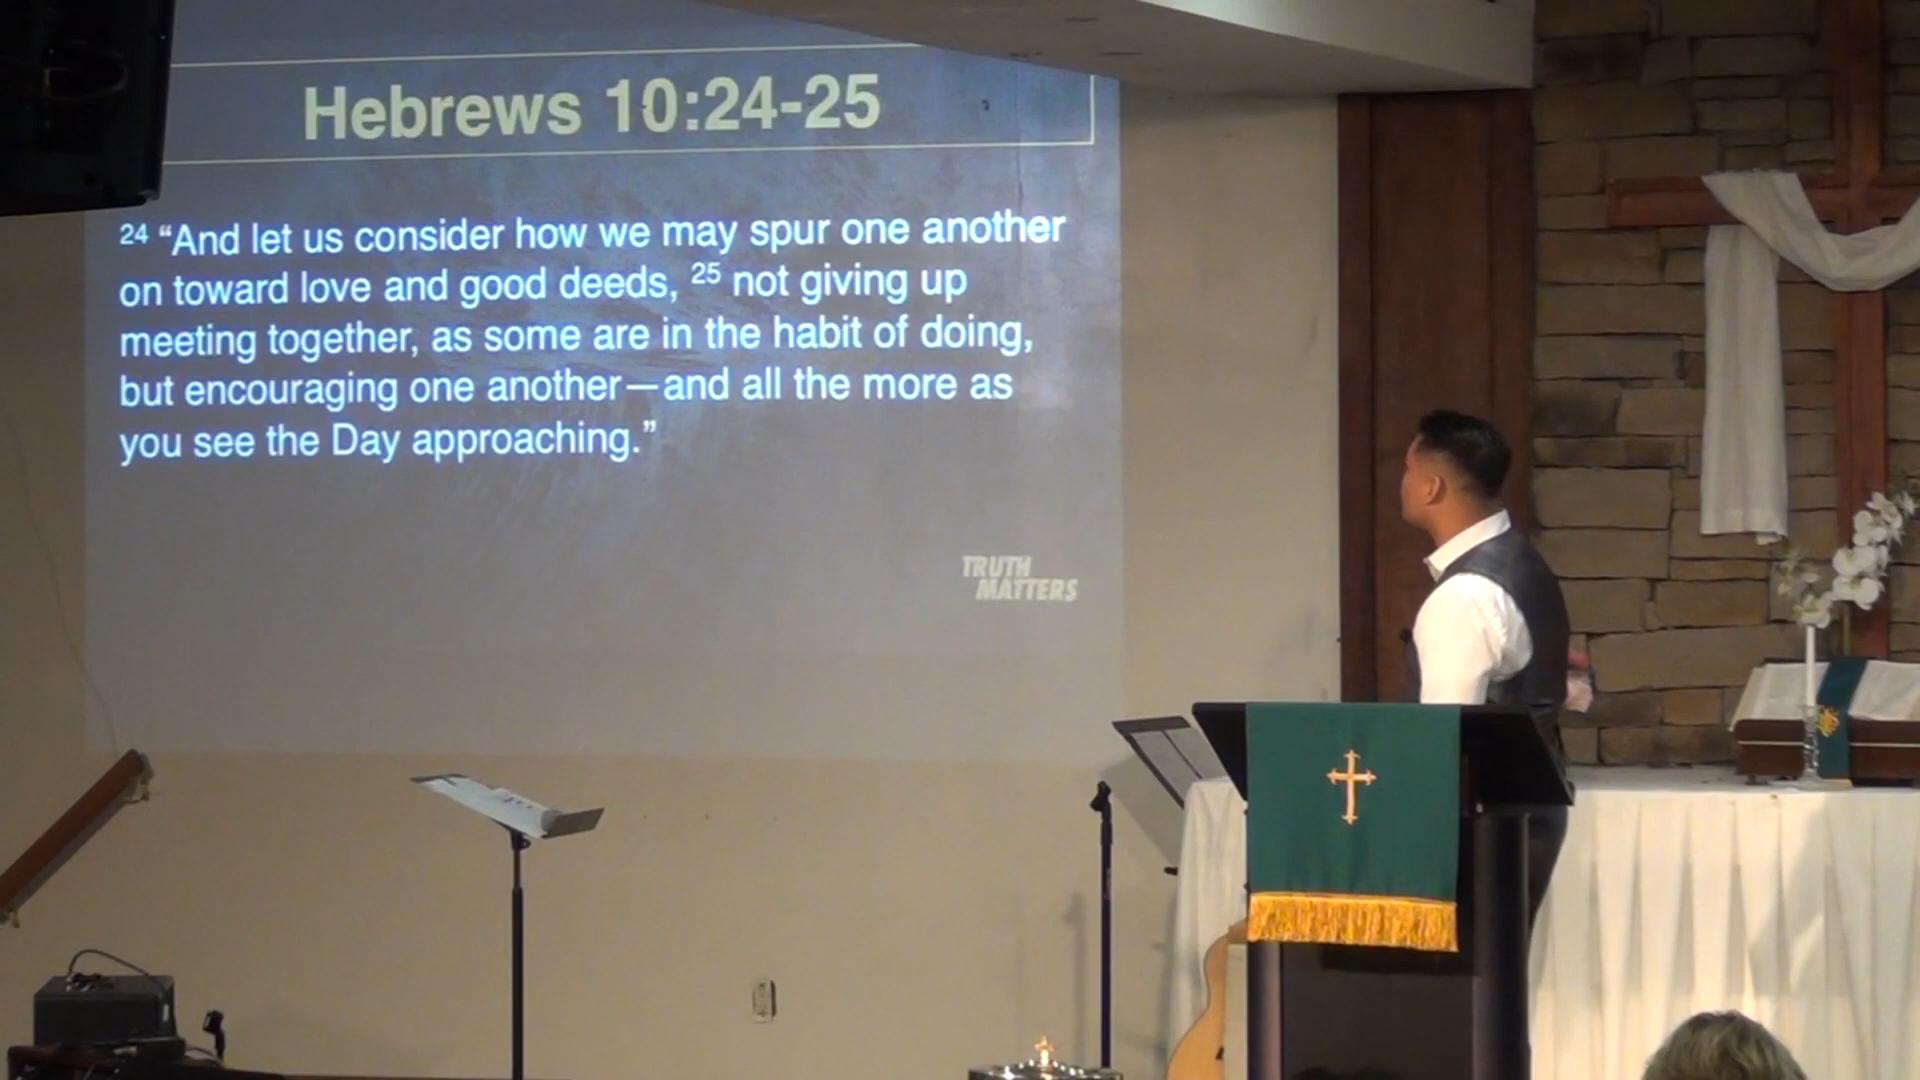 Hebrews 10:24-25
24 “And let us consider how we may spur one another
on toward love and good deeds, 25 not giving up
meeting together, as some are in the habit of doing,
but encouraging one another—and all the more as
you see the Day approaching.”
TRUTH
MATTERS